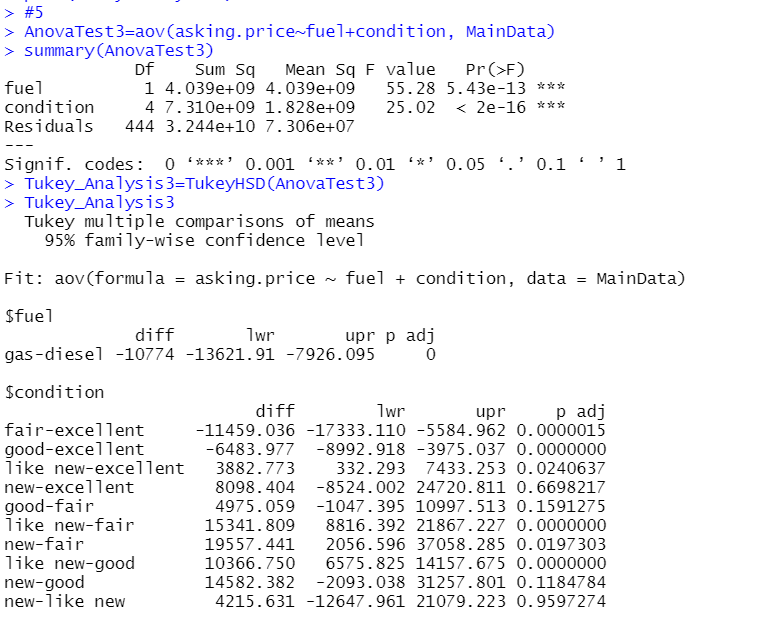 > #5
> AnovaTest3=aov(asking.price~fuel+condition, MainData)
> summary(AnovaTest3)
             Df    Sum Sq   Mean Sq F value   Pr(>F)    
fuel          1 4.039e+09 4.039e+09   55.28 5.43e-13 ***
condition     4 7.310e+09 1.828e+09   25.02  < 2e-16 ***
Residuals   444 3.244e+10 7.306e+07
---
Signif. codes:  0 ‘***’ 0.001 ‘**’ 0.01 ‘*’ 0.05 ‘.’ 0.1 ‘ ’ 1
> Tukey_Analysis3=TukeyHSD(AnovaTest3)
> Tukey_Analysis3
  Tukey multiple comparisons of means
    95% family-wise confidence level

Fit: aov(formula = asking.price ~ fuel + condition, data = MainData)

$fuel
             diff       lwr       upr p adj
gas-diesel -10774 -13621.91 -7926.095     0

$condition
                         diff        lwr       upr     p adj
fair-excellent     -11459.036 -17333.110 -5584.962 0.0000015
good-excellent      -6483.977  -8992.918 -3975.037 0.0000000
like new-excellent   3882.773    332.293  7433.253 0.0240637
new-excellent        8098.404  -8524.002 24720.811 0.6698217
good-fair            4975.059  -1047.395 10997.513 0.1591275
like new-fair       15341.809   8816.392 21867.227 0.0000000
new-fair            19557.441   2056.596 37058.285 0.0197303
like new-good       10366.750   6575.825 14157.675 0.0000000
new-good            14582.382  -2093.038 31257.801 0.1184784
new-like new         4215.631 -12647.961 21079.223 0.9597274